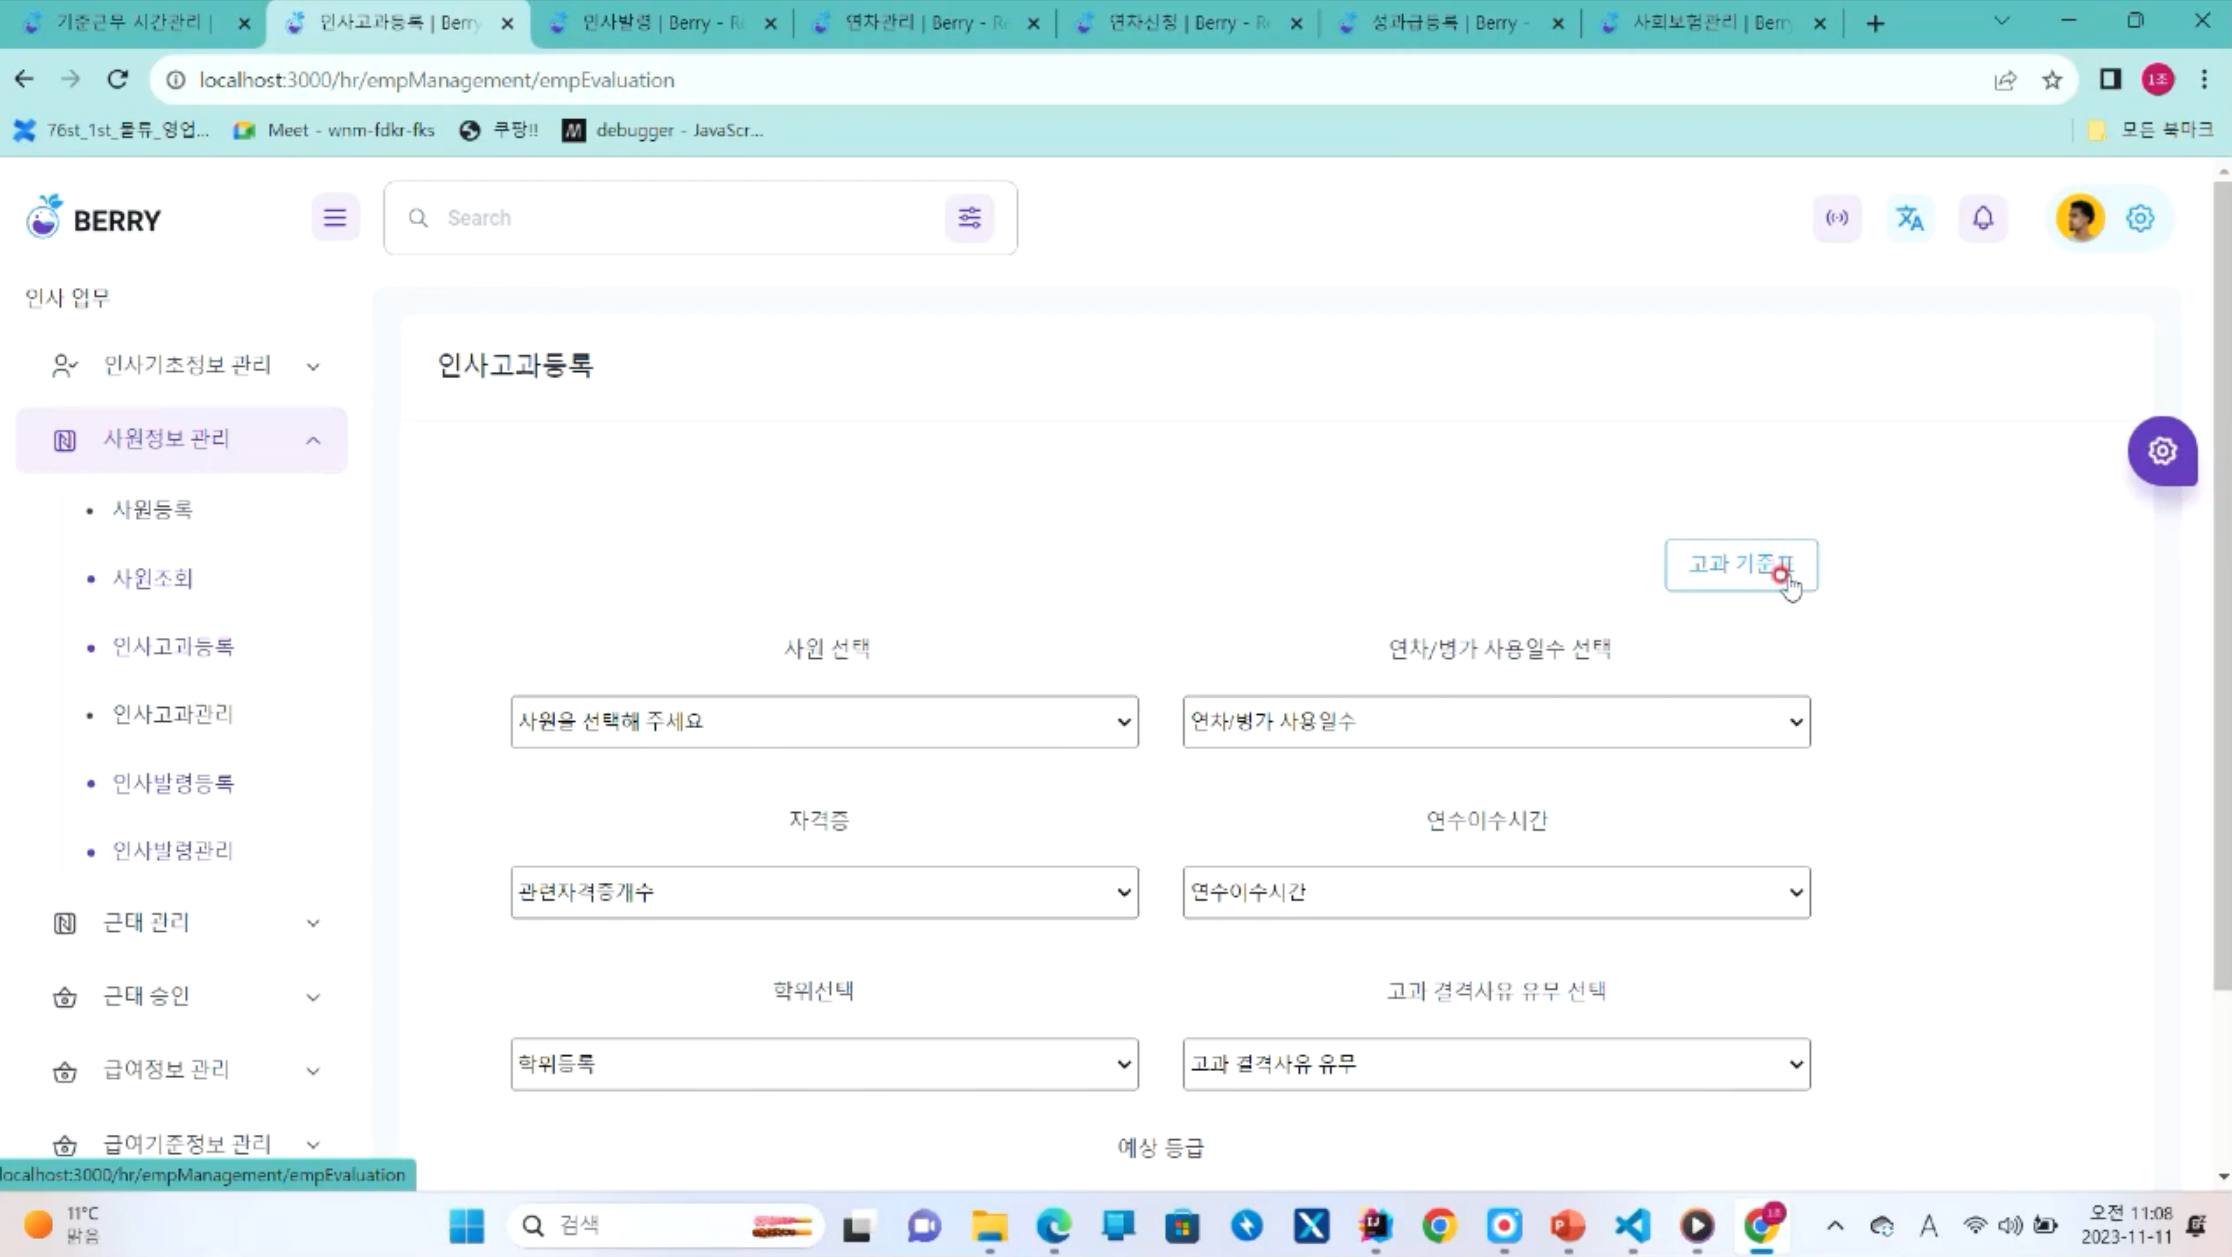 기준근무 시간관리 |
인사고과등록 | Berry
인사발령 | Berry - Re
연차관리 | Berry - Re
연차신청 | Berry - Re
성과급등록 | Berry -
사회보험관리 | Berry
localhost:3000/hr/empManagement/empEvaluation
1조
76st_1st_물류_영업...
Meet - wnm-fdkr-fks
쿠팡!!
debugger - JavaScr...
모든 북마크
BERRY
Search
인사 업무
인사기초정보 관리
사원정보 관리
사원등록
사원조회
인사고과등록
인사고과관리
인사발령등록
인사발령관리
근태 관리
근태 승인
급여정보 관리
급여기준정보 관리
인사고과등록
고과 기준표
사원 선택
연차/병가 사용일수 선택
사원을 선택해 주세요
연차/병가 사용일수
자격증
연수이수시간
관련자격증개수
연수이수시간
학위선택
고과 결격사유 유무 선택
학위등록
고과 결격사유 유무
예상 등급
localhost:3000/hr/empManagement/empEvaluation
11°C
맑음
검색
A
오전 11:08
2023-11-11